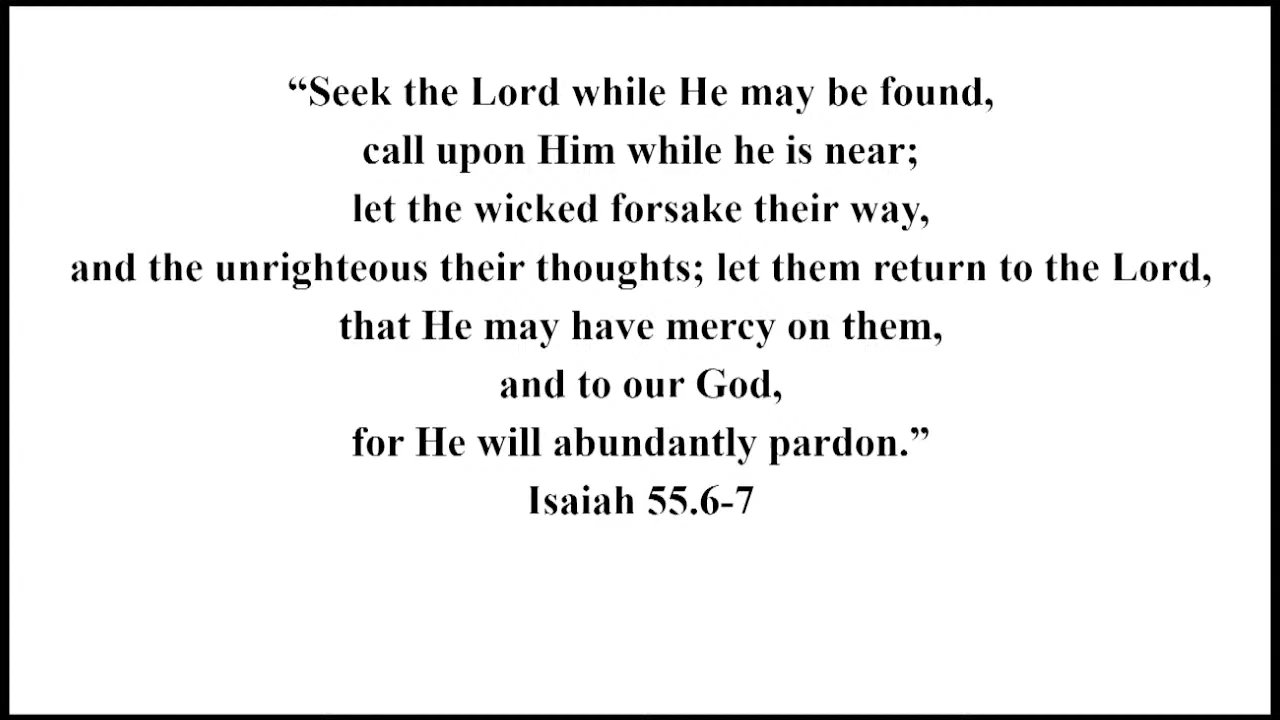 “Seek the Lord while He may be found,
call upon Him while he is near;
let the wicked forsake their way,
and the unrighteous their thoughts; let them return to the Lord,
that He may have mercy on them,
and to our God,
for He will abundantly pardon.”
Isaiah 55.6-7